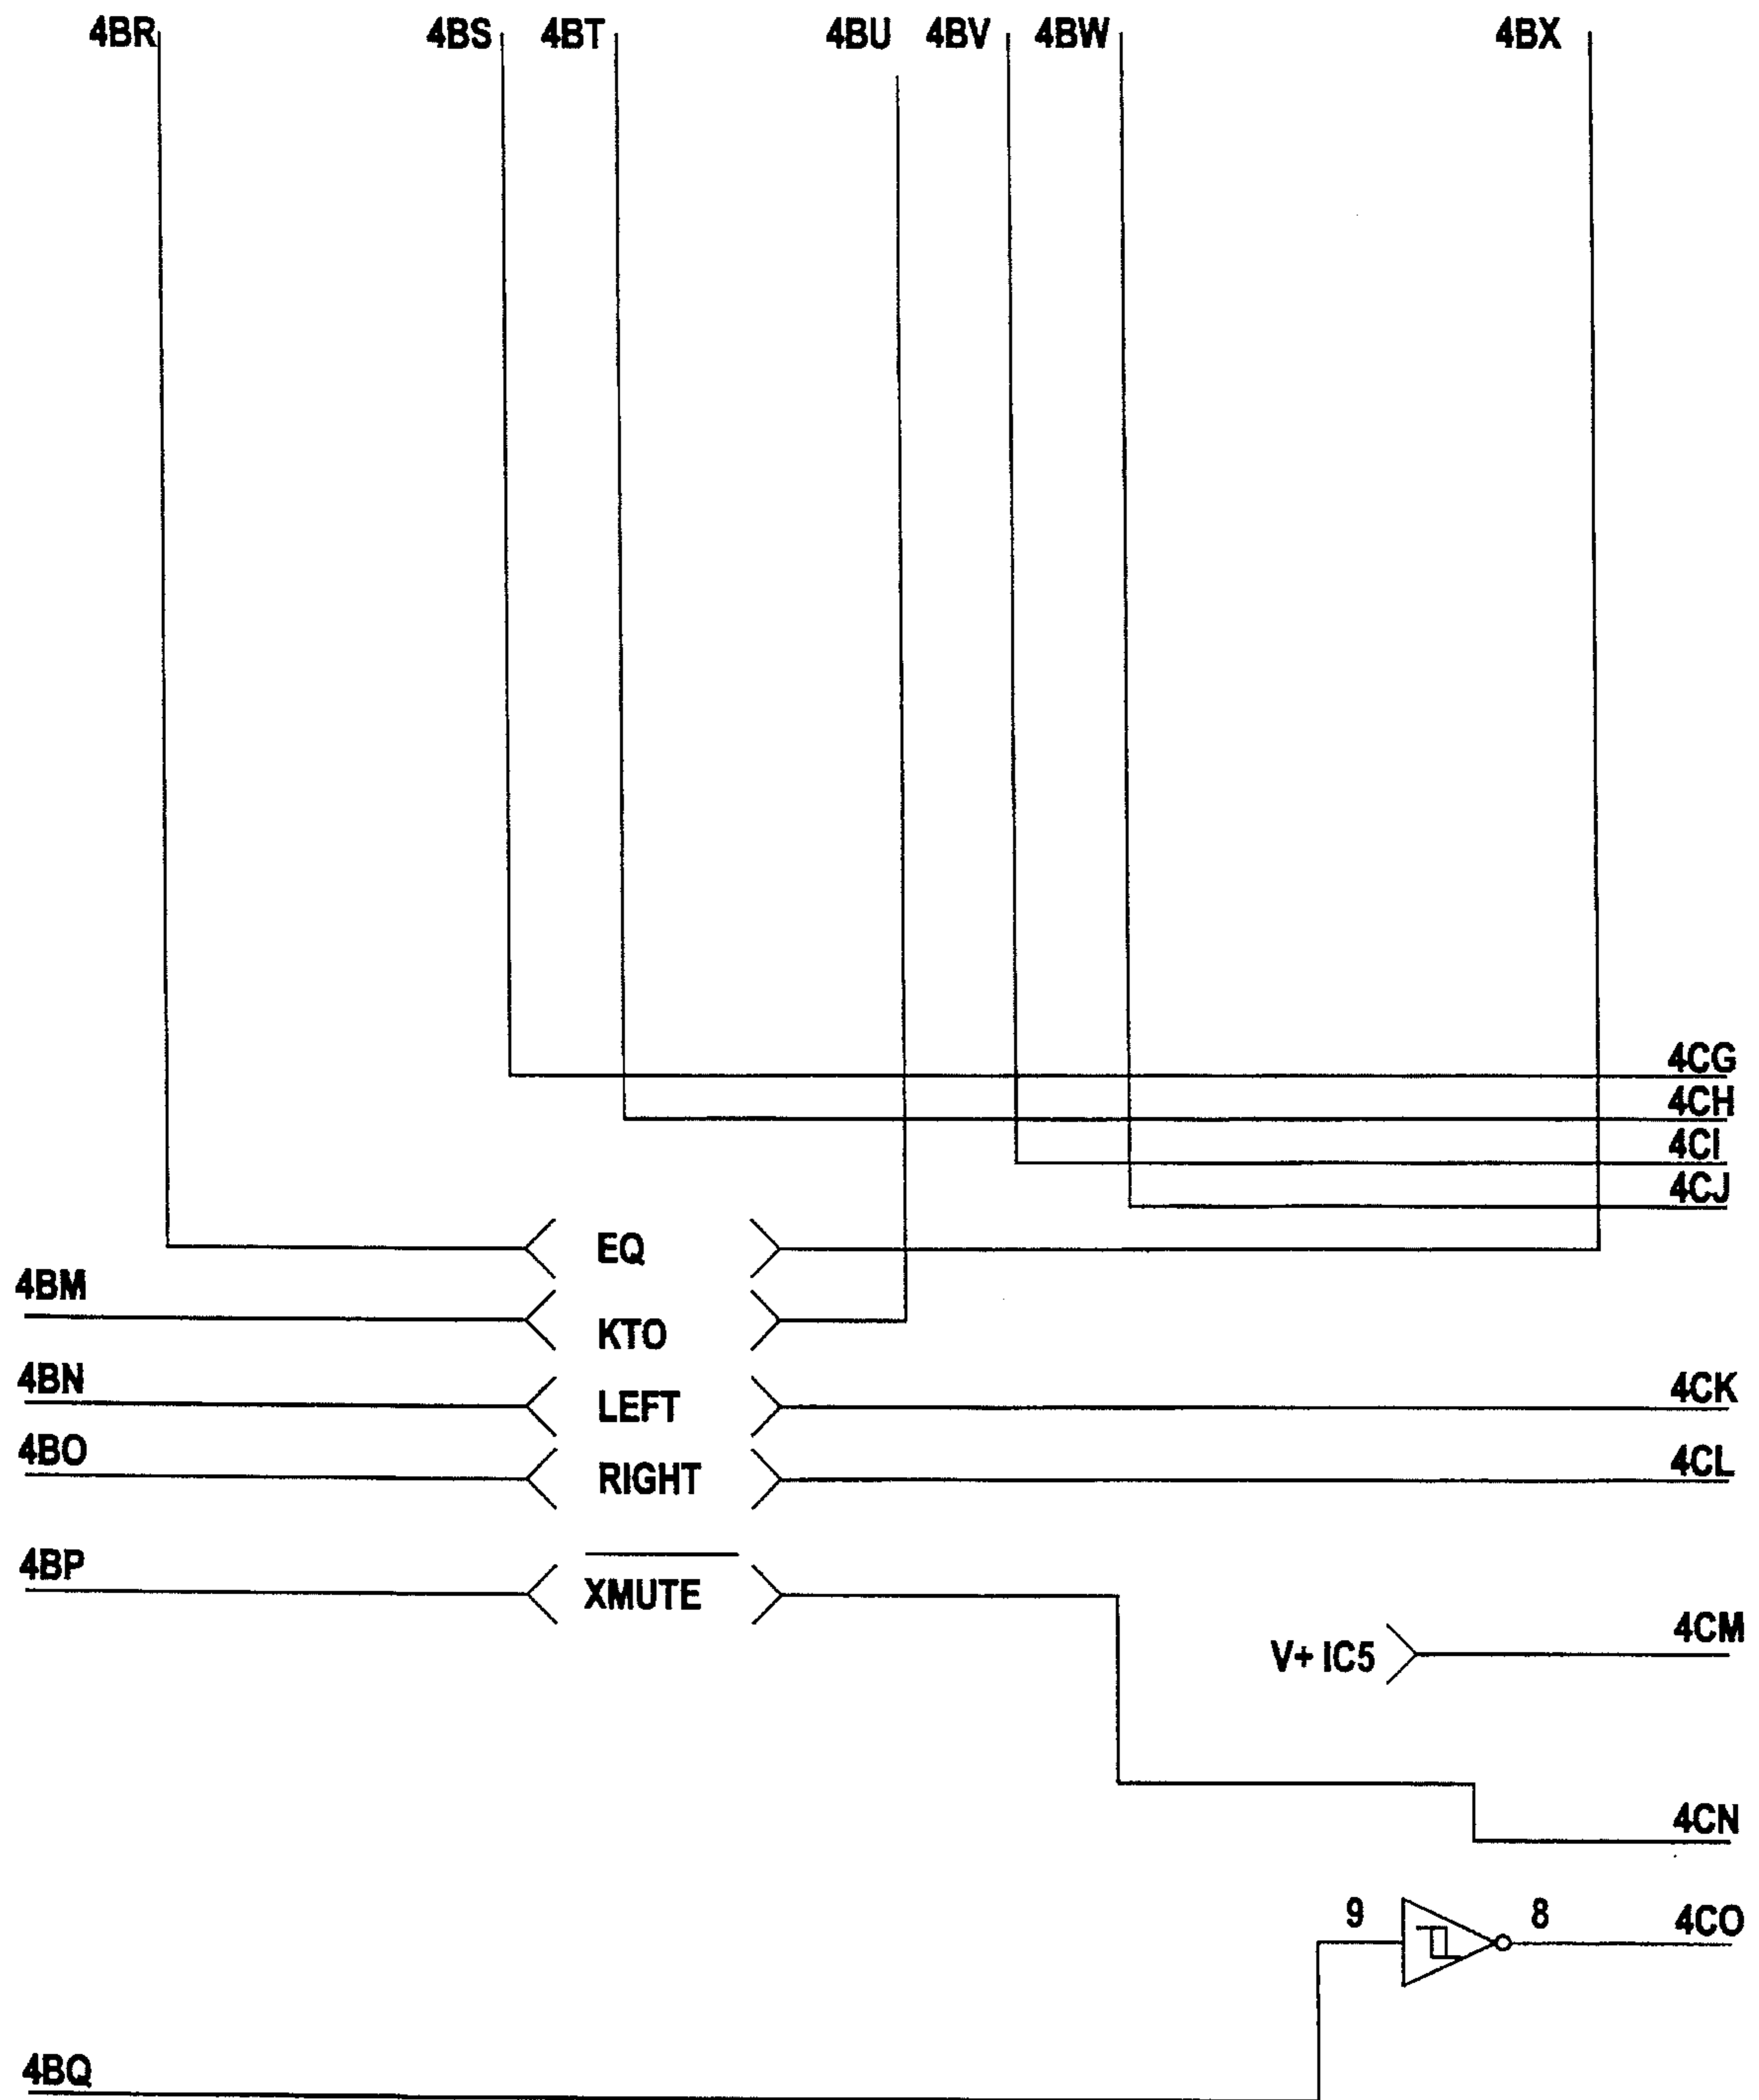 4BR 4BS 4BT 4BU 4BV 4BW 4BX
4CG
4CH
4CI
4CJ
EQ
4BM
KTO
4BN LEFT 4CK
4BO RIGHT 4CL
4BP XMUTE
V+ IC5 4CM
4CN
9 8 4CO
4BQ